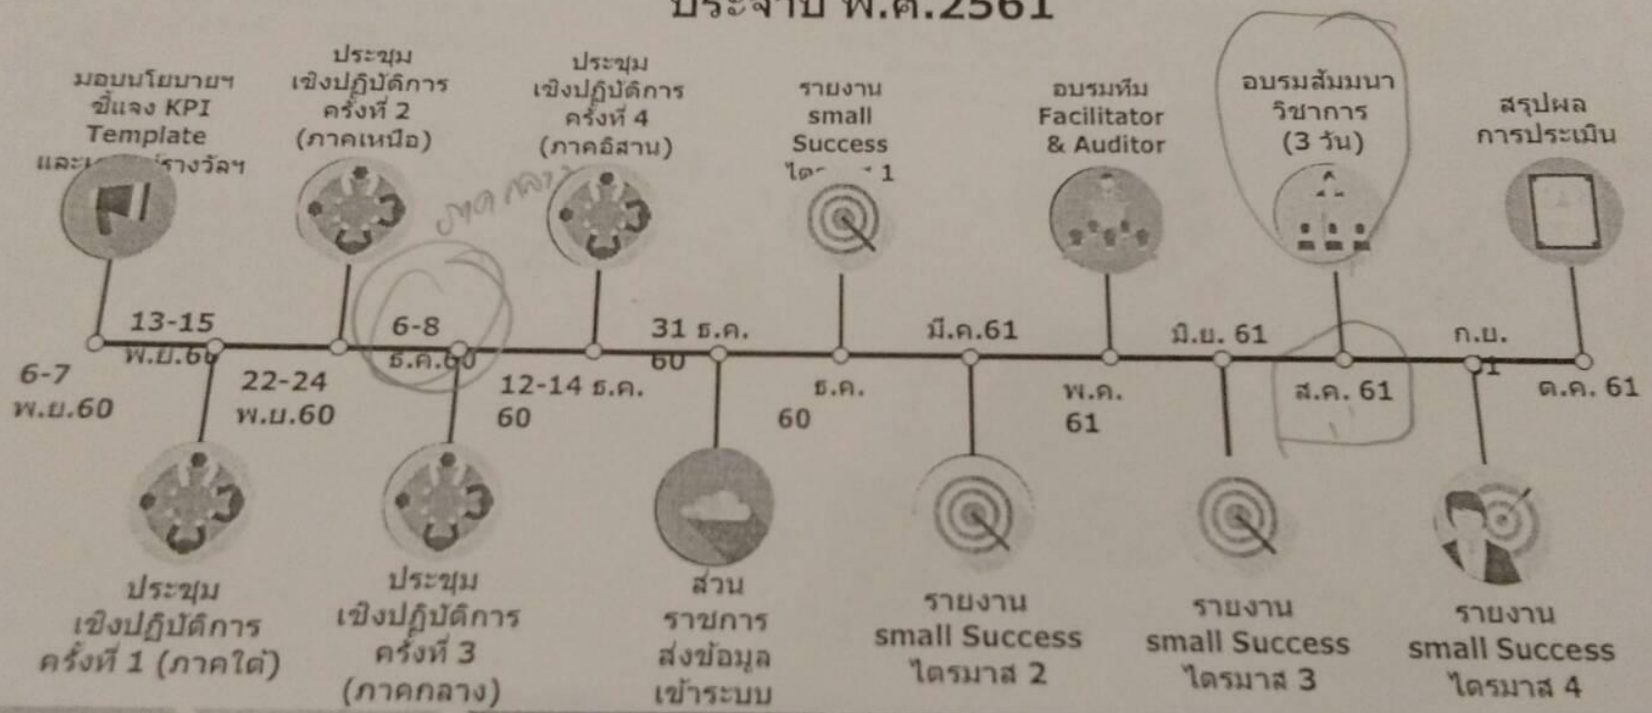 ประจำปี พ.ศ.2561
มอบนโยบายฯ
ชี้แจง KPI
Template
รางวัลฯ
ประชุม
เชิงปฏิบัติการ
ครั้งที่ 2
(ภาคเหนือ)
ประชุม
เชิงปฏิบัติการ
ครั้งที่ 4
(ภาคอิสาน)
รายงาน
small
Success
1
อบรมทีม
Facilitator
& Auditor
อบรมสัมมนา
วิชาการ
(3 วัน)
สรุปผล
การประเมิน
ภาคกลาง
6-7
พ.ย.60
13-15
พ.ย.60
22-24
พ.ย.60
6-8
ธ.ค.60
12-14 ธ.ค.
60
31 ธ.ค.
60
ธ.ค.
60
มี.ค.61
พ.ค.
61
มิ.ย. 61
ส.ค. 61
ก.ย.
61
ต.ค. 61
ประชุม
เชิงปฏิบัติการ
ครั้งที่ 1 (ภาคใต้)
ประชุม
เชิงปฏิบัติการ
ครั้งที่ 3
(ภาคกลาง)
ส่วน
ราชการ
ส่งข้อมูล
เข้าระบบ
รายงาน
small Success
ไตรมาส 2
รายงาน
small Success
ไตรมาส 3
รายงาน
small Success
ไตรมาส 4